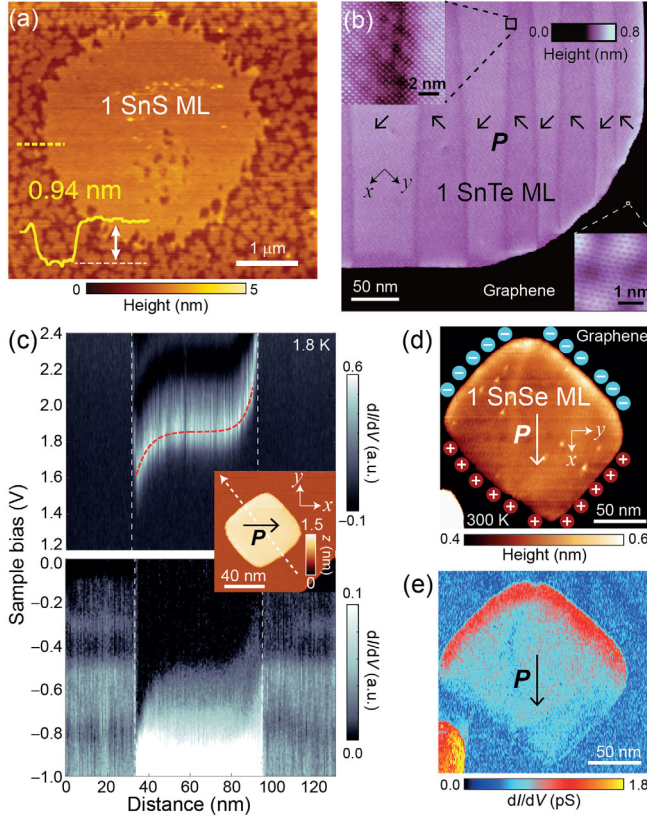 (a)
1 SnS ML
0.94 nm
1 μm
0
5
Height (nm)
(b)
0.0
0.8
Height (nm)
2 nm
P
x
y
1 SnTe ML
1 nm
50 nm
Graphene
(c)
1.8 K
2.4
2.2
2.0
1.8
1.6
1.4
1.2
0.6
−0.1
dI/dV (a.u.)
Sample bias (V)
y
x
P
1.5
0
z (nm)
40 nm
0.0
−0.2
−0.4
−0.6
−0.8
−1.0
0.1
0.0
dI/dV (a.u.)
0
40
80
120
Distance (nm)
(d)
Graphene
1 SnSe ML
P
y
x
300 K
50 nm
0.4
0.6
Height (nm)
(e)
P
50 nm
0.0
1.8
dI/dV (pS)